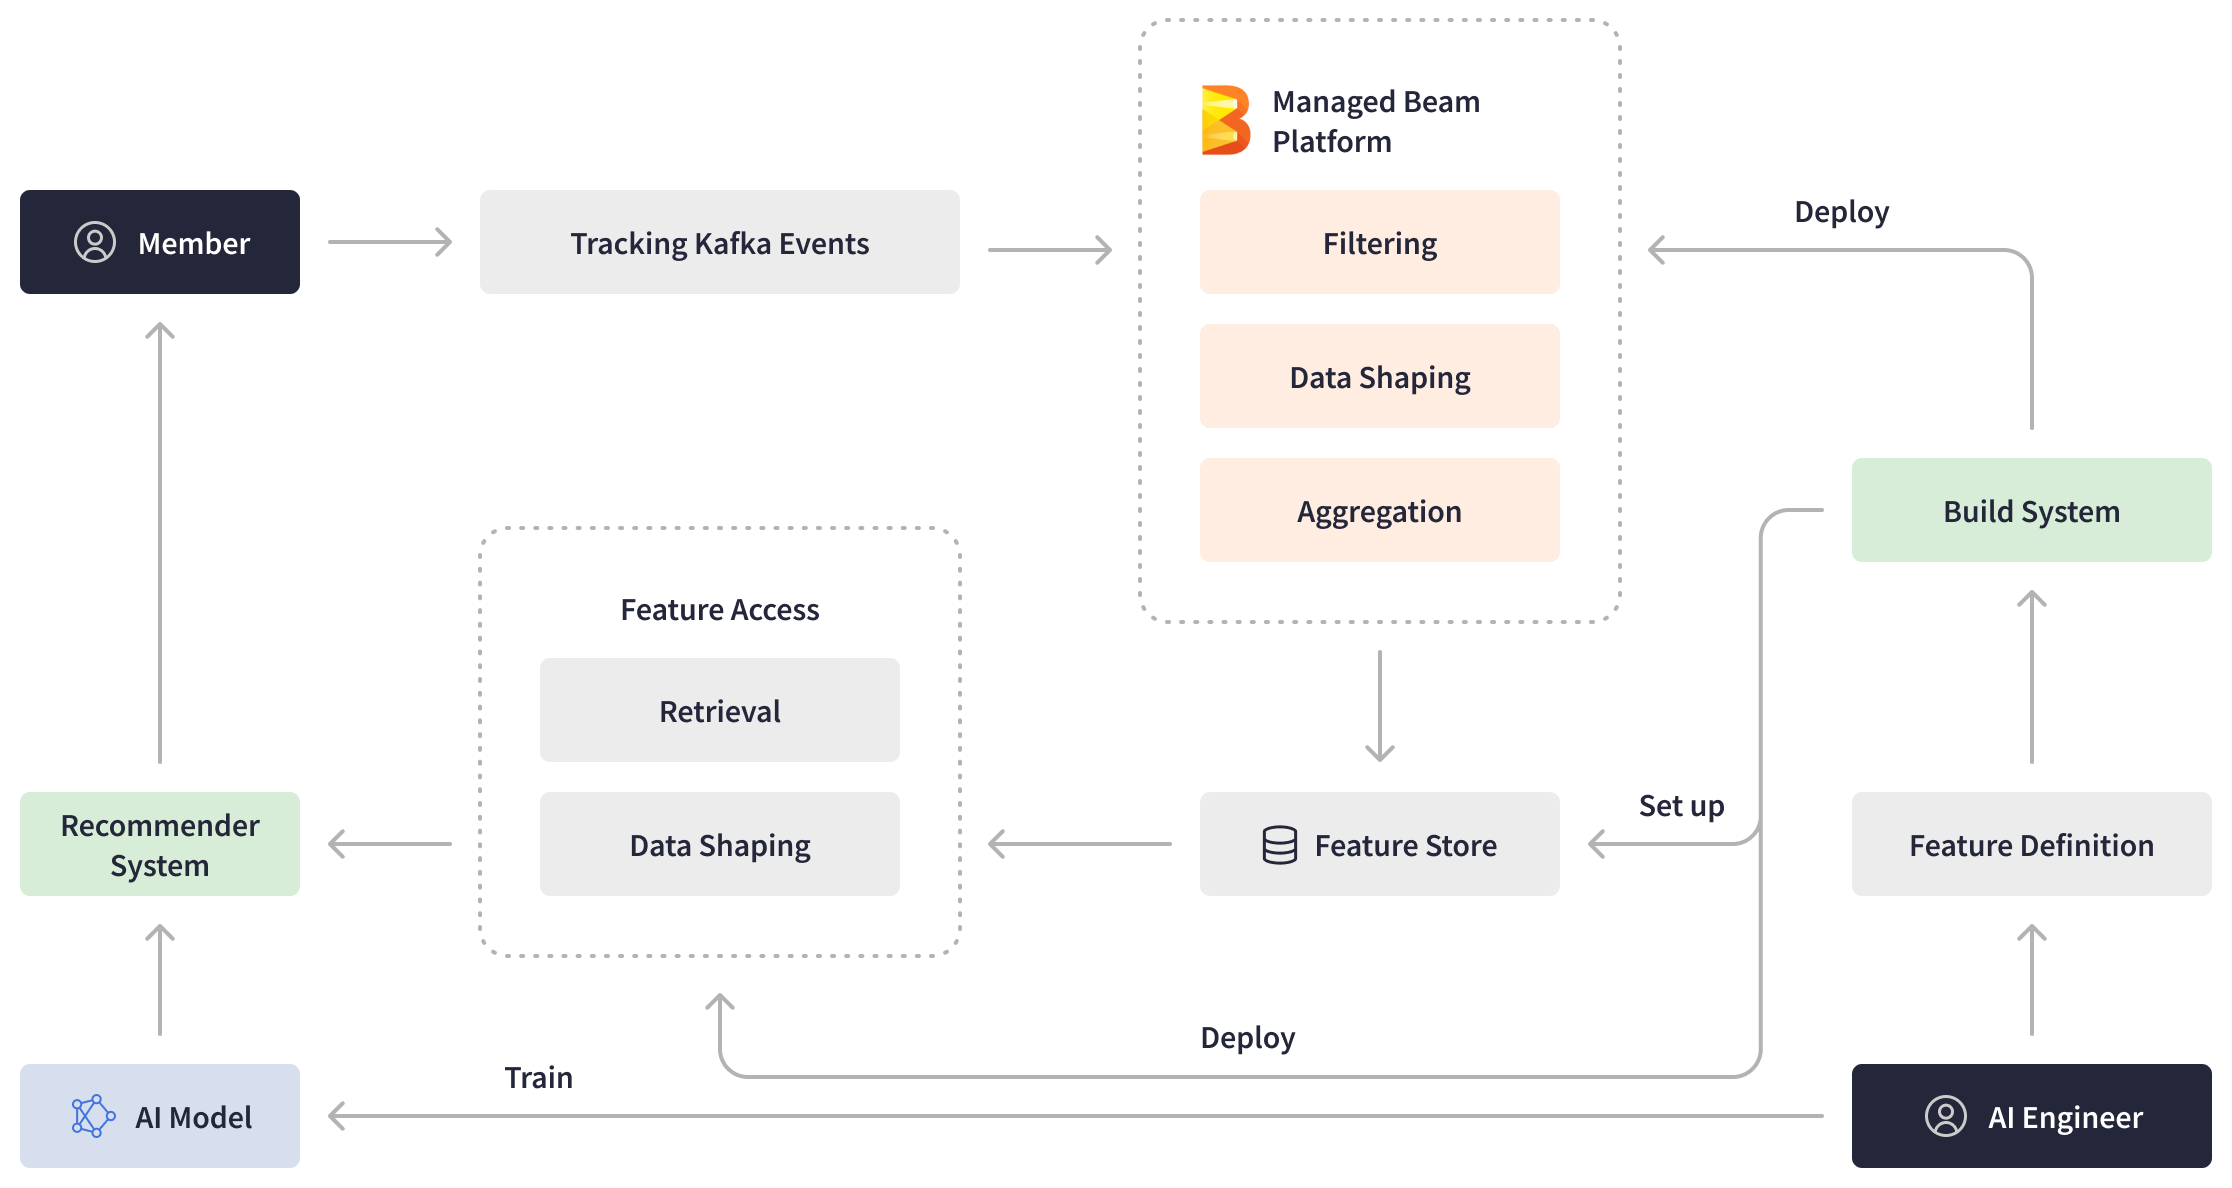 Managed Beam
Platform
Member
Tracking Kafka Events
Filtering
Deploy
Data Shaping
Aggregation
Build System
Feature Access
Retrieval
Recommender
System
Data Shaping
Feature Store
Set up
Feature Definition
Deploy
Train
AI Model
AI Engineer